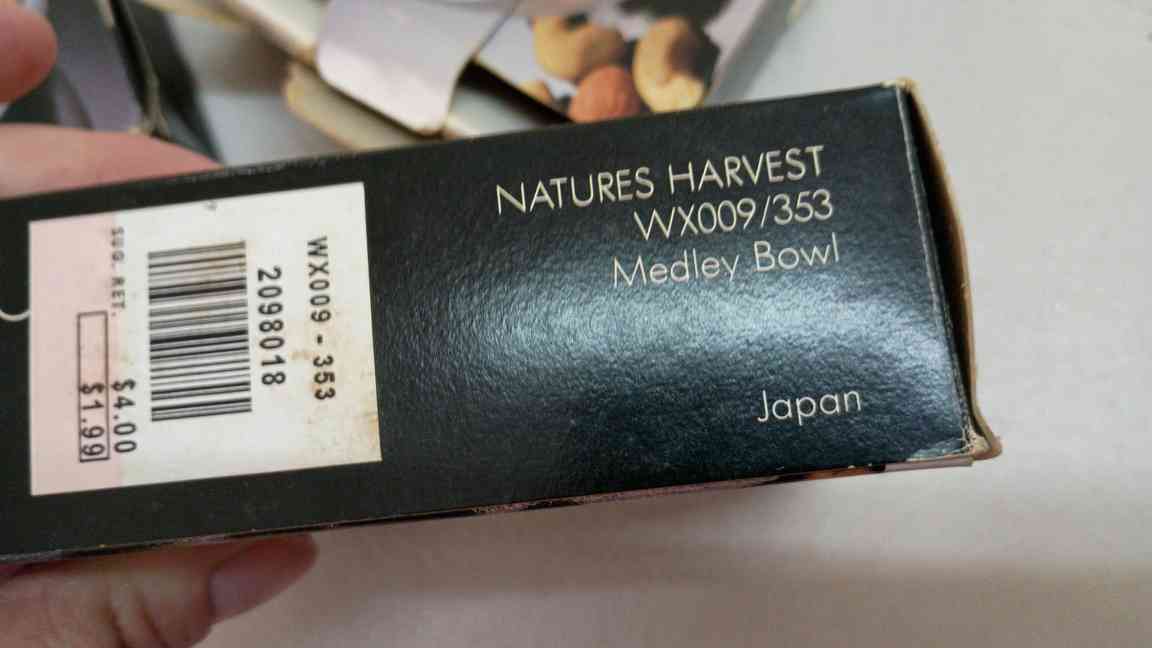 NATURES HARVEST
WX009/353
Medley Bowl
Japan
WX009 - 353
2098018
SUG. RET. $4.00
$1.99